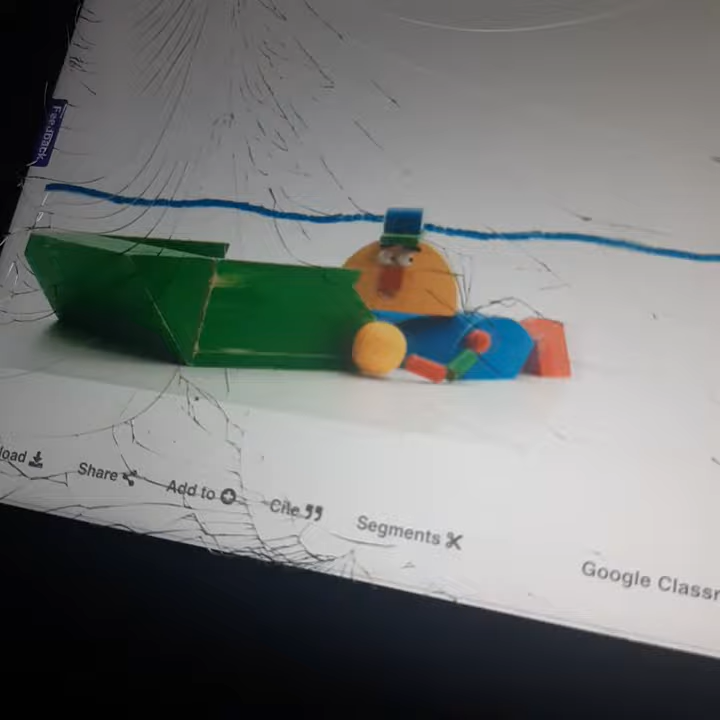 Feedback
load
Share
Add to
Cite
Segments
Google Classr